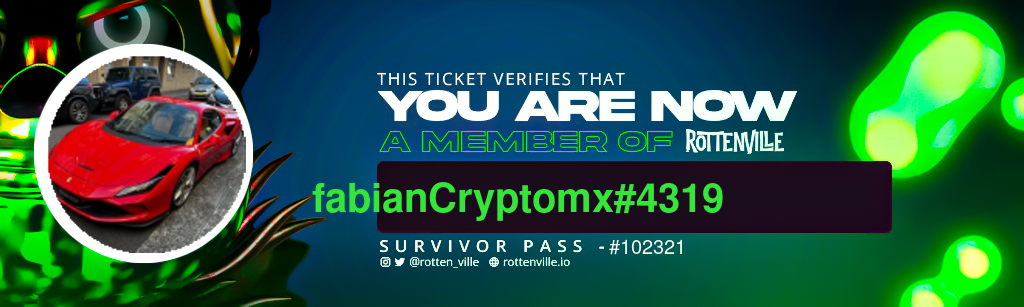 THIS TICKET VERIFIES THAT
YOU ARE NOW
A MEMBER OF ROTTENVILLE
fabianCryptomx#4319
SURVIVOR PASS - #102321
@rotten_ville rottenville.io